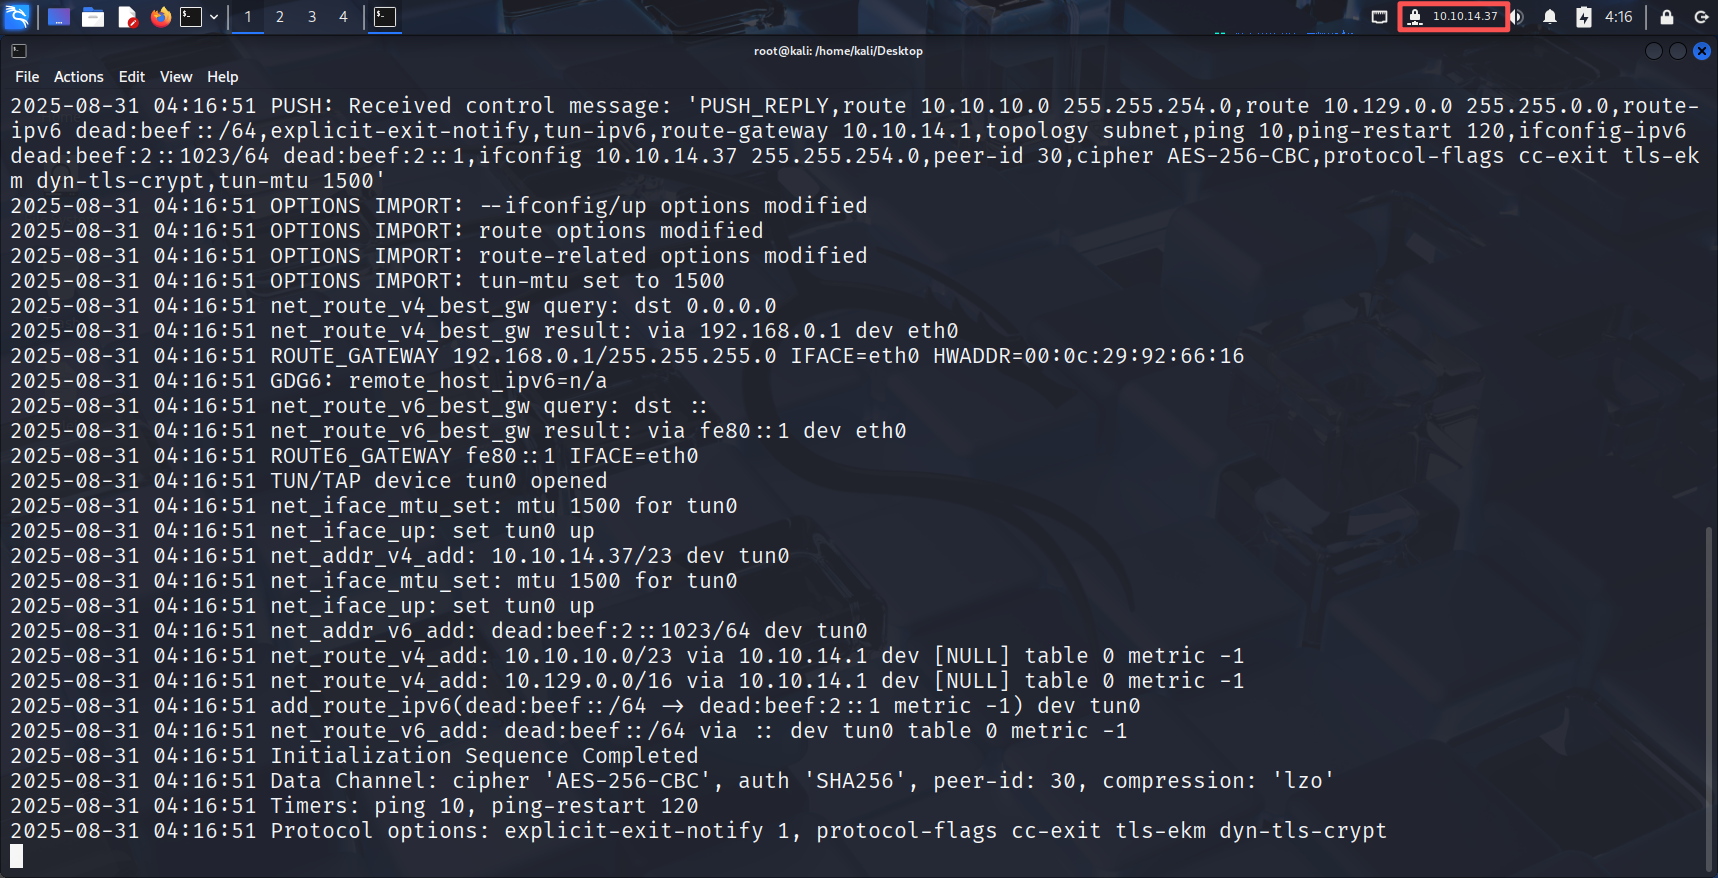 1 2 3 4 10.10.14.37 4:16
root@kali: /home/kali/Desktop
File Actions Edit View Help
2025-08-31 04:16:51 PUSH: Received control message: 'PUSH_REPLY,route 10.10.10.0 255.255.254.0,route 10.129.0.0 255.255.0.0,route-
ipv6 dead:beef::/64,explicit-exit-notify,tun-ipv6,route-gateway 10.10.14.1,topology subnet,ping 10,ping-restart 120,ifconfig-ipv6
dead:beef:2::1023/64 dead:beef:2::1,ifconfig 10.10.14.37 255.255.254.0,peer-id 30,cipher AES-256-CBC,protocol-flags cc-exit tls-ek
m dyn-tls-crypt,tun-mtu 1500'
2025-08-31 04:16:51 OPTIONS IMPORT: --ifconfig/up options modified
2025-08-31 04:16:51 OPTIONS IMPORT: route options modified
2025-08-31 04:16:51 OPTIONS IMPORT: route-related options modified
2025-08-31 04:16:51 OPTIONS IMPORT: tun-mtu set to 1500
2025-08-31 04:16:51 net_route_v4_best_gw query: dst 0.0.0.0
2025-08-31 04:16:51 net_route_v4_best_gw result: via 192.168.0.1 dev eth0
2025-08-31 04:16:51 ROUTE_GATEWAY 192.168.0.1/255.255.255.0 IFACE=eth0 HWADDR=00:0c:29:92:66:16
2025-08-31 04:16:51 GDG6: remote_host_ipv6=n/a
2025-08-31 04:16:51 net_route_v6_best_gw query: dst ::
2025-08-31 04:16:51 net_route_v6_best_gw result: via fe80::1 dev eth0
2025-08-31 04:16:51 ROUTE6_GATEWAY fe80::1 IFACE=eth0
2025-08-31 04:16:51 TUN/TAP device tun0 opened
2025-08-31 04:16:51 net_iface_mtu_set: mtu 1500 for tun0
2025-08-31 04:16:51 net_iface_up: set tun0 up
2025-08-31 04:16:51 net_addr_v4_add: 10.10.14.37/23 dev tun0
2025-08-31 04:16:51 net_iface_mtu_set: mtu 1500 for tun0
2025-08-31 04:16:51 net_iface_up: set tun0 up
2025-08-31 04:16:51 net_addr_v6_add: dead:beef:2::1023/64 dev tun0
2025-08-31 04:16:51 net_route_v4_add: 10.10.10.0/23 via 10.10.14.1 dev [NULL] table 0 metric -1
2025-08-31 04:16:51 net_route_v4_add: 10.129.0.0/16 via 10.10.14.1 dev [NULL] table 0 metric -1
2025-08-31 04:16:51 add_route_ipv6(dead:beef::/64 -> dead:beef:2::1 metric -1) dev tun0
2025-08-31 04:16:51 net_route_v6_add: dead:beef::/64 via :: dev tun0 table 0 metric -1
2025-08-31 04:16:51 Initialization Sequence Completed
2025-08-31 04:16:51 Data Channel: cipher 'AES-256-CBC', auth 'SHA256', peer-id: 30, compression: 'lzo'
2025-08-31 04:16:51 Timers: ping 10, ping-restart 120
2025-08-31 04:16:51 Protocol options: explicit-exit-notify 1, protocol-flags cc-exit tls-ekm dyn-tls-crypt